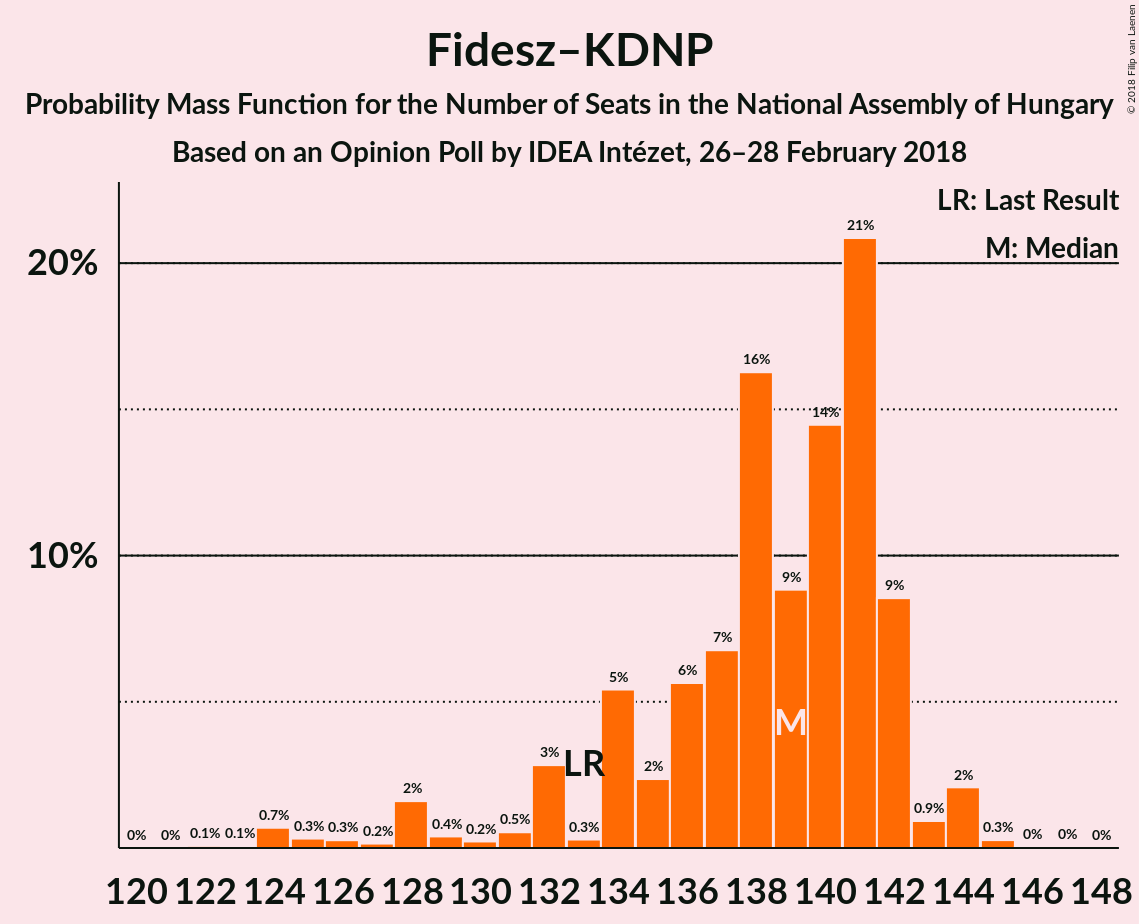 Fidesz–KDNP
Probability Mass Function for the Number of Seats in the National Assembly of Hungary
Based on an Opinion Poll by IDEA Intézet, 26–28 February 2018
© 2018 Filip van Laenen
LR: Last Result
M: Median
20%
10%
0% 0% 0.1% 0.1% 0.7% 0.3% 0.3% 0.2% 2% 0.4% 0.2% 0.5% 3% 0.3% 5% 2% 6% 7% 16% 9% 14% 21% 9% 0.9% 2% 0.3% 0% 0% 0%
LR
M
120 122 124 126 128 130 132 134 136 138 140 142 144 146 148